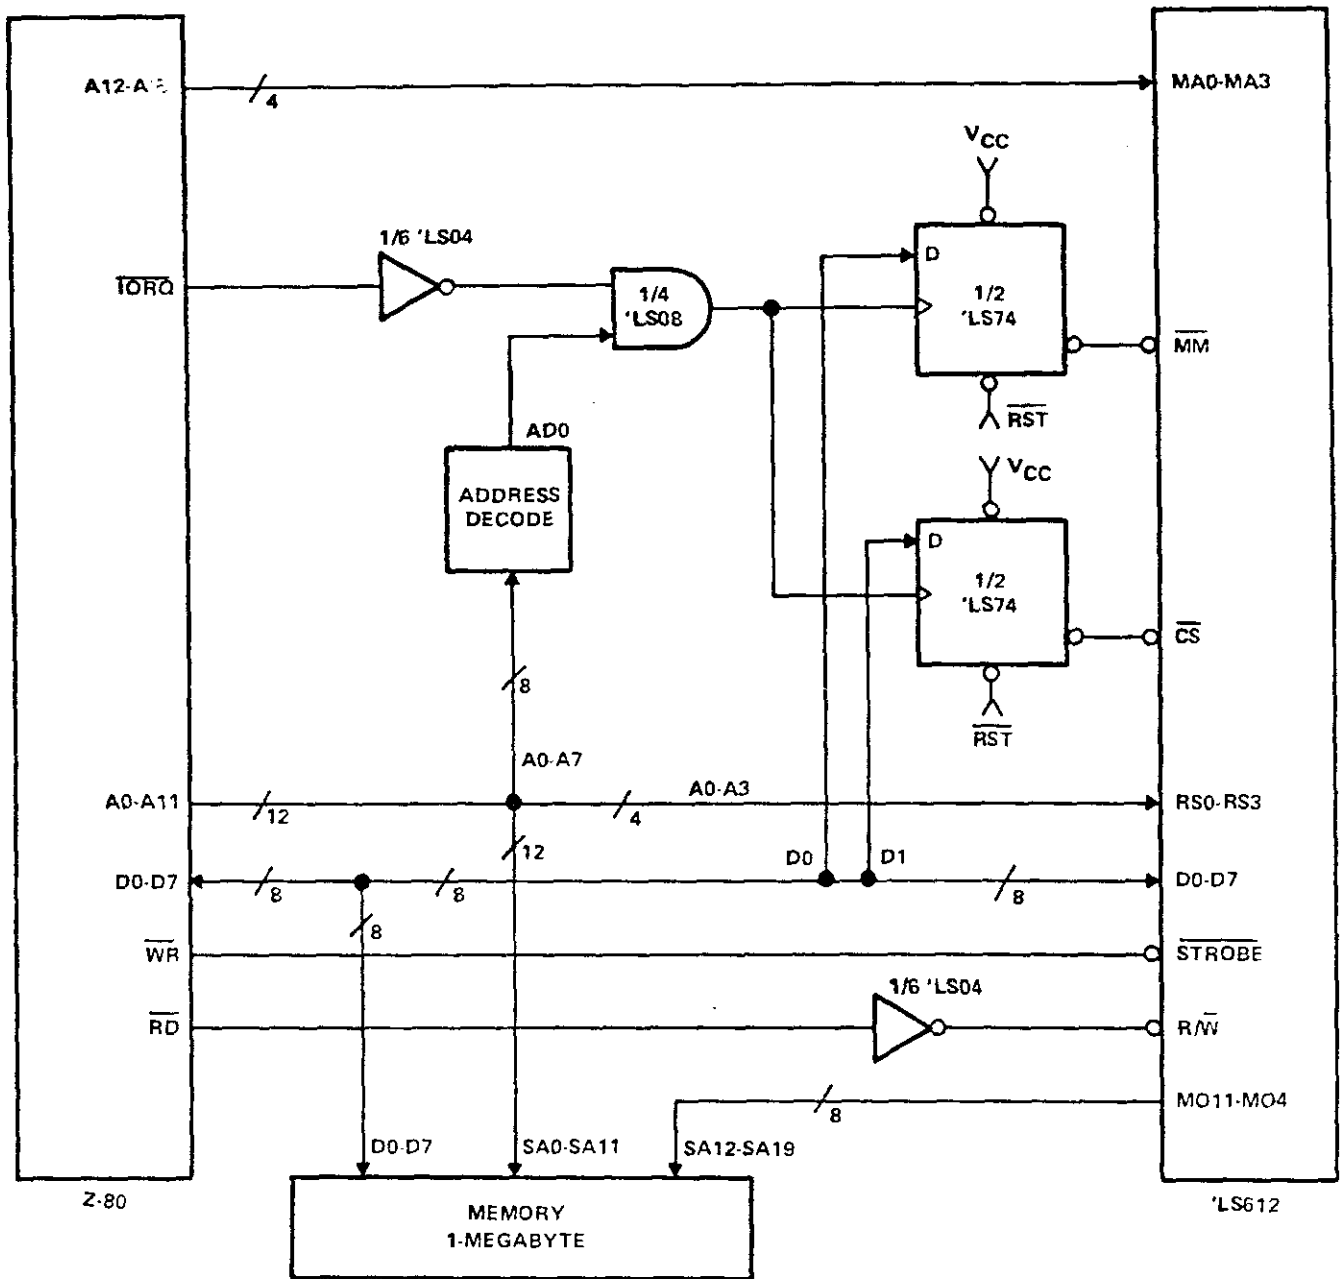 A12-A15
4
MA0-MA3
VCC
1/6 'LS04
IORQ
1/4
'LS08
D
1/2
'LS74
MM
RST
AD0
ADDRESS
DECODE
VCC
D
1/2
'LS74
CS
RST
8
A0-A7
A0-A11
12
A0-A3
4
RS0-RS3
12
D0
D1
D0-D7
8
8
8
D0-D7
8
WR
STROBE
1/6 'LS04
RD
R/W
8
MO11-MO4
D0-D7
SA0-SA11
SA12-SA19
Z-80
MEMORY
1-MEGABYTE
'LS612